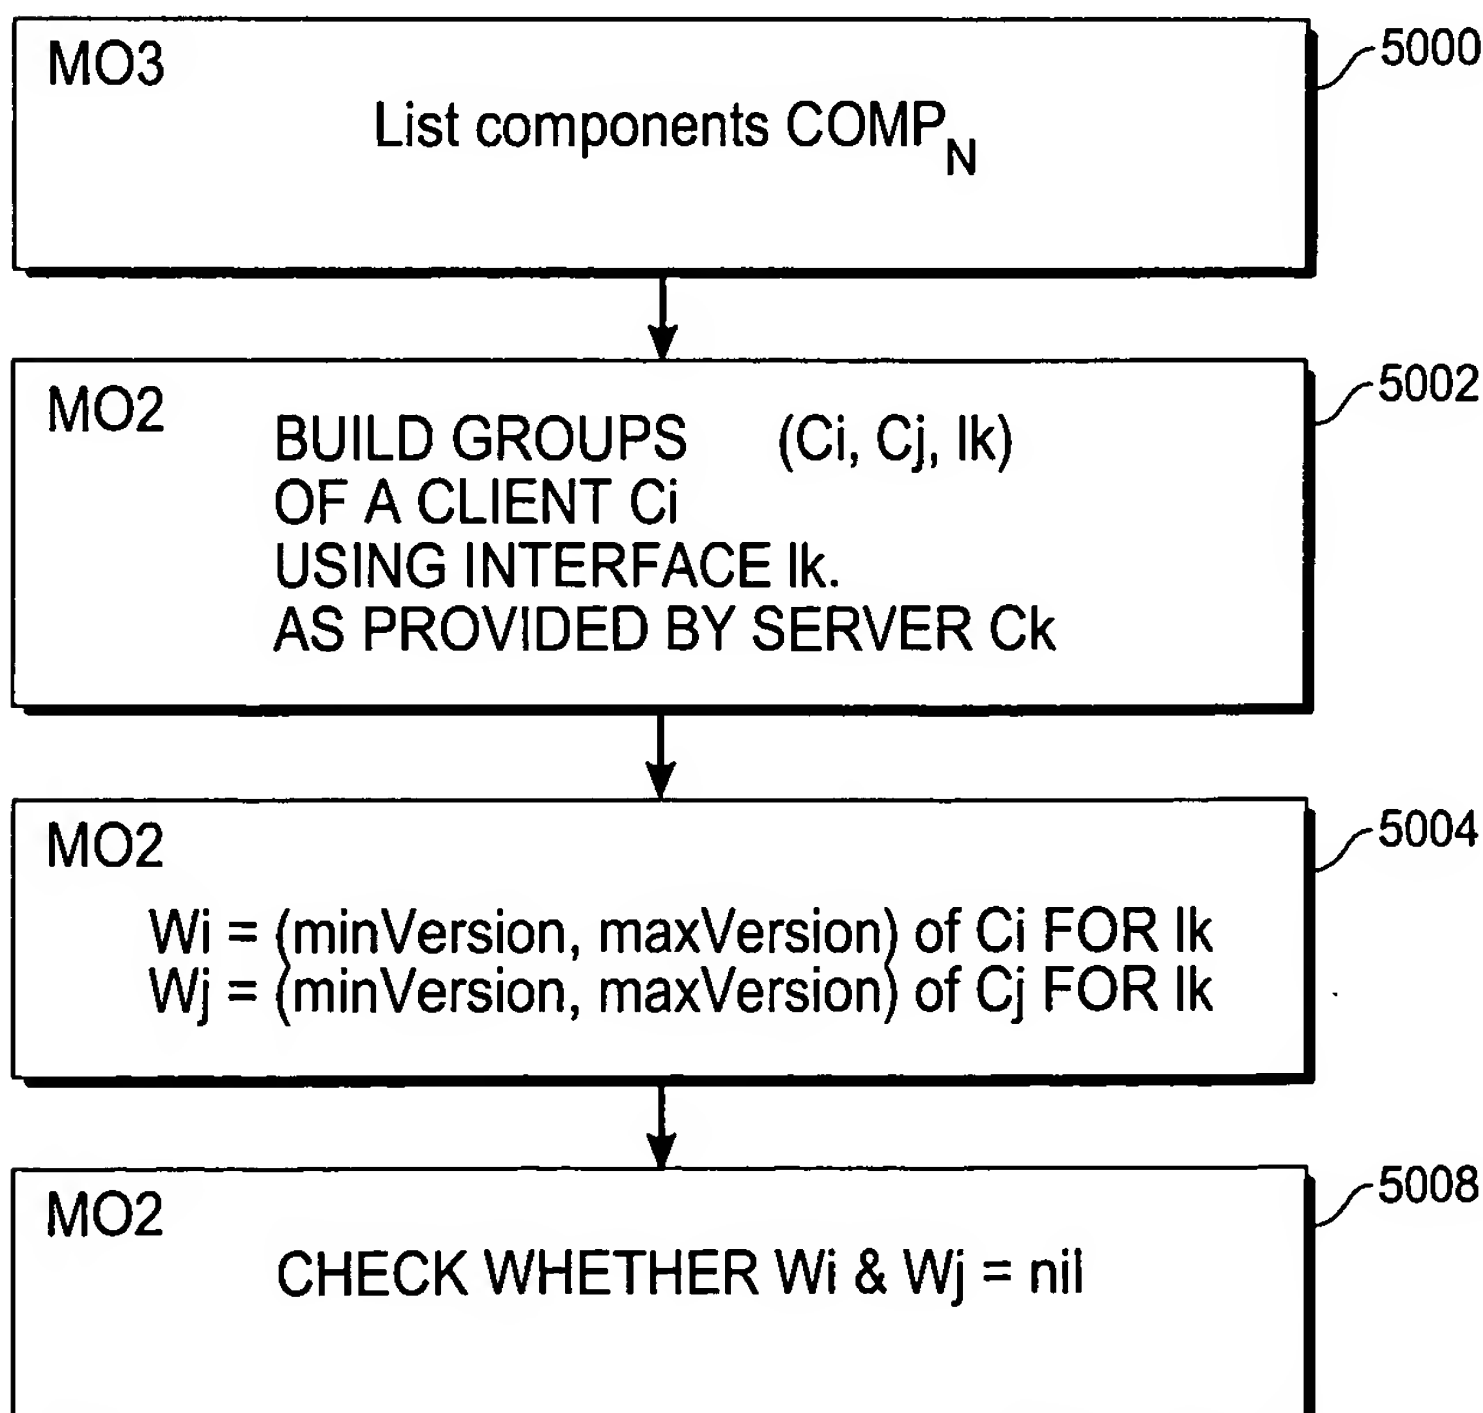 MO3
5000
List components COMP_N
MO2
5002
BUILD GROUPS (Ci, Cj, Ik)
OF A CLIENT Ci
USING INTERFACE Ik.
AS PROVIDED BY SERVER Ck
MO2
5004
Wi = (minVersion, maxVersion) of Ci FOR Ik
Wj = (minVersion, maxVersion) of Cj FOR Ik
MO2
5008
CHECK WHETHER Wi & Wj = nil